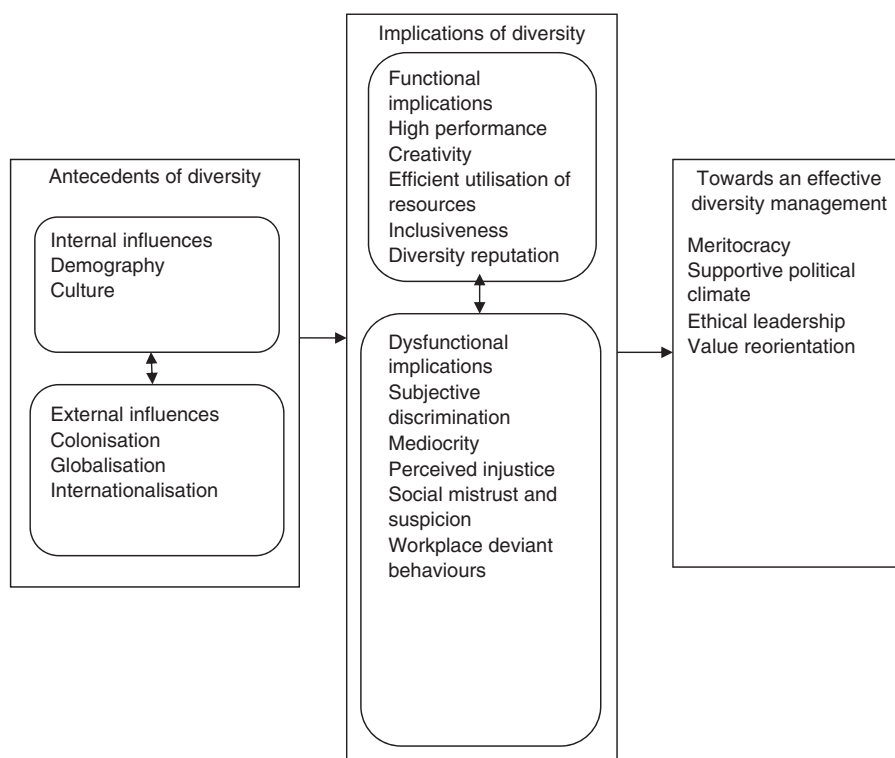 Antecedents of diversity
Internal influences
Demography
Culture
External influences
Colonisation
Globalisation
Internationalisation
Implications of diversity
Functional
implications
High performance
Creativity
Efficient utilisation of
resources
Inclusiveness
Diversity reputation
Dysfunctional
implications
Subjective
discrimination
Mediocrity
Perceived injustice
Social mistrust and
suspicion
Workplace deviant
behaviours
Towards an effective
diversity management
Meritocracy
Supportive political
climate
Ethical leadership
Value reorientation